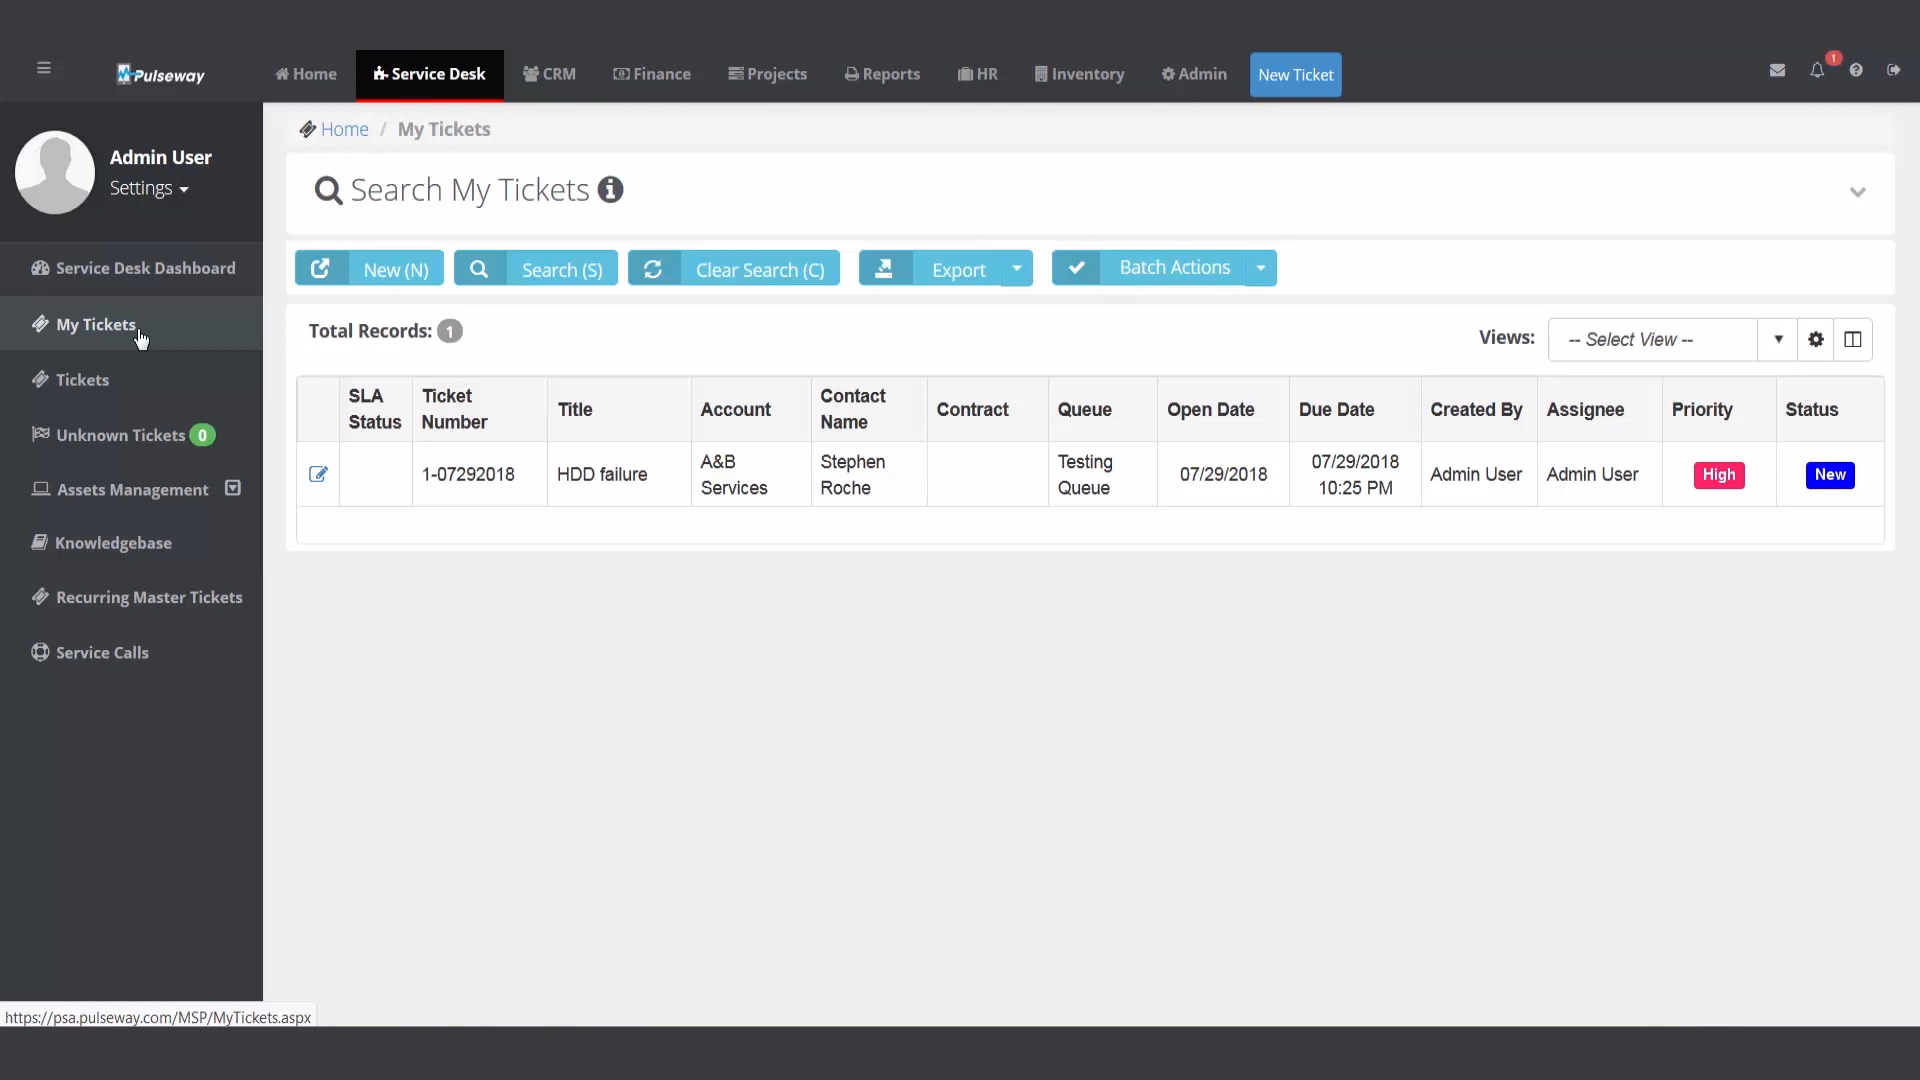 Pulseway
Home
Service Desk
CRM
Finance
Projects
Reports
HR
Inventory
Admin
New Ticket
1
Admin User
Settings
Service Desk Dashboard
My Tickets
Tickets
Unknown Tickets 0
Assets Management
Knowledgebase
Recurring Master Tickets
Service Calls
Home / My Tickets
Search My Tickets
New (N)
Search (S)
Clear Search (C)
Export
Batch Actions
Total Records: 1
Views:
-- Select View --
SLA
Status
Ticket
Number
Title
Account
Contact
Name
Contract
Queue
Open Date
Due Date
Created By
Assignee
Priority
Status
1-07292018
HDD failure
A&B
Services
Stephen
Roche
Testing
Queue
07/29/2018
07/29/2018
10:25 PM
Admin User
Admin User
High
New
https://psa.pulseway.com/MSP/MyTickets.aspx